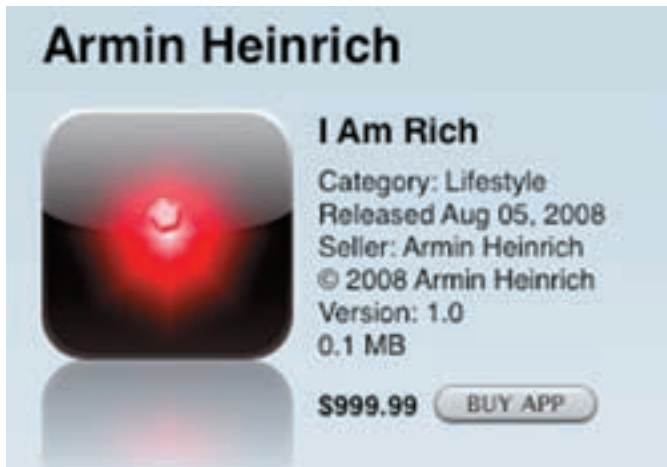 Armin Heinrich
I Am Rich
Category: Lifestyle
Released Aug 05, 2008
Seller: Armin Heinrich
© 2008 Armin Heinrich
Version: 1.0
0.1 MB
$999.99 BUY APP